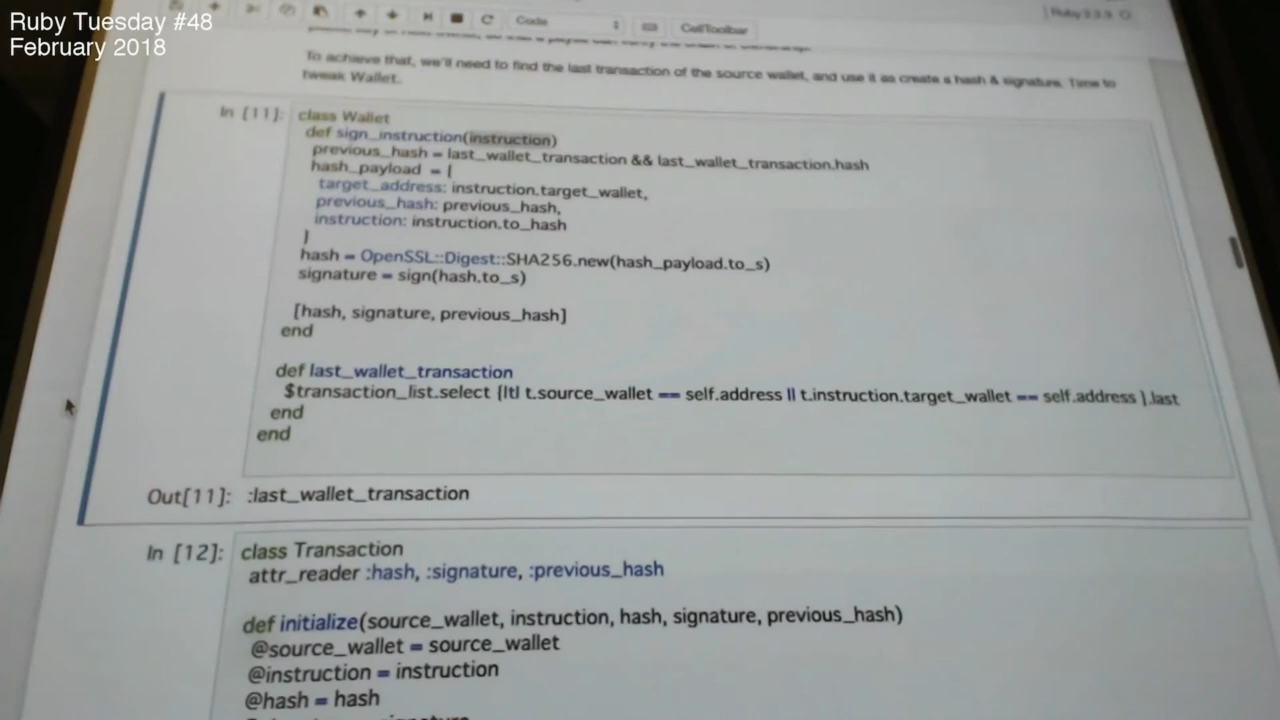 Ruby Tuesday #48
February 2018
Code
CellToolbar
To achieve that, we'll need to find the last transaction of the source wallet, and use it as create a hash & signature. Time to
tweak Wallet.
In [11]: class Wallet
def sign_instruction(instruction)
previous_hash = last_wallet_transaction && last_wallet_transaction.hash
hash_payload = {
target_address: instruction.target_wallet,
previous_hash: previous_hash,
instruction: instruction.to_hash
}
hash = OpenSSL::Digest::SHA256.new(hash_payload.to_s)
signature = sign(hash.to_s)
[hash, signature, previous_hash]
end
def last_wallet_transaction
$transaction_list.select {|t| t.source_wallet == self.address || t.instruction.target_wallet == self.address }.last
end
end
Out[11]: :last_wallet_transaction
In [12]: class Transaction
attr_reader :hash, :signature, :previous_hash
def initialize(source_wallet, instruction, hash, signature, previous_hash)
@source_wallet = source_wallet
@instruction = instruction
@hash = hash